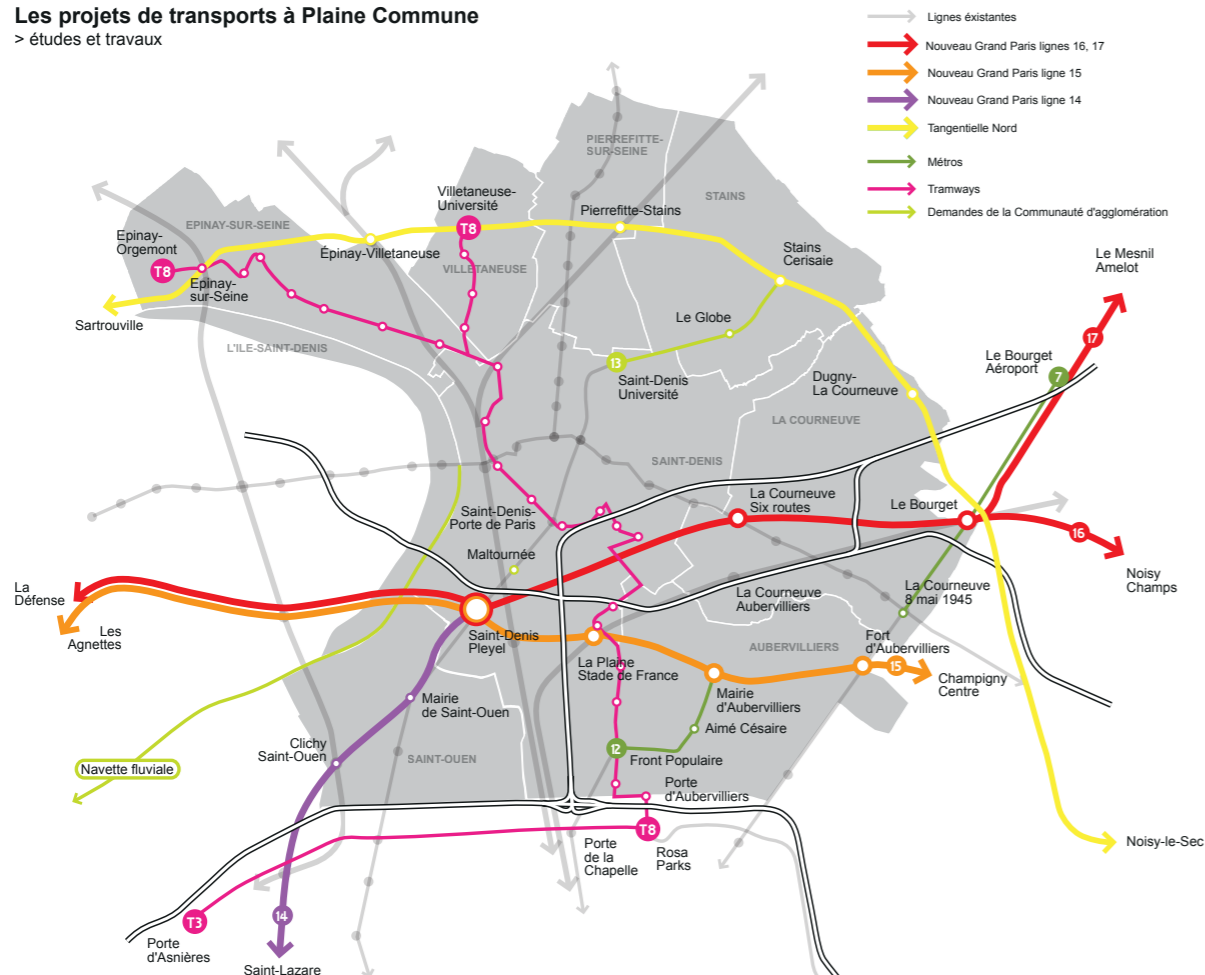 Les projets de transports à Plaine Commune
> études et travaux
Lignes éxistantes
Nouveau Grand Paris lignes 16, 17
Nouveau Grand Paris ligne 15
Nouveau Grand Paris ligne 14
Tangentielle Nord
Métros
Tramways
Demandes de la Communauté d'agglomération
PIERREFITTE-
SUR-SEINE
STAINS
Villetaneuse-
Université
EPINAY-SUR-SEINE
Pierrefitte-Stains
Epinay-
Orgemont
T8
T8
Épinay-Villetaneuse
VILLETANEUSE
Stains
Cerisaie
Le Mesnil
Amelot
Epinay-
sur-Seine
Sartrouville
L'ILE-SAINT-DENIS
Le Globe
17
13
Saint-Denis
Université
Le Bourget
Aéroport
7
Dugny-
La Courneuve
LA COURNEUVE
SAINT-DENIS
La Courneuve
Six routes
Le Bourget
Saint-Denis-
Porte de Paris
Maltournée
16
Noisy
Champs
La
Défense
Les
Agnettes
La Courneuve
Aubervilliers
La Courneuve
8 mai 1945
Saint-Denis
Pleyel
AUBERVILLIERS
Fort
d'Aubervilliers
La Plaine
Stade de France
15
Champigny
Centre
Mairie
de Saint-Ouen
Mairie
d'Aubervilliers
Aimé Césaire
Clichy
Saint-Ouen
SAINT-OUEN
12
Front Populaire
Navette fluviale
Porte
d'Aubervilliers
T8
Porte
de la
Chapelle
Rosa
Parks
Noisy-le-Sec
T3
14
Porte
d'Asnières
Saint-Lazare